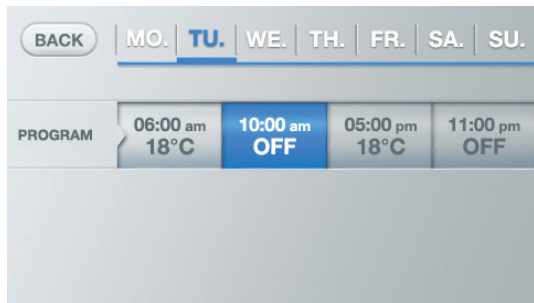 BACK MO. TU. WE. TH. FR. SA. SU.
PROGRAM 06:00 am 10:00 am 05:00 pm 11:00 pm
18°C OFF 18°C OFF